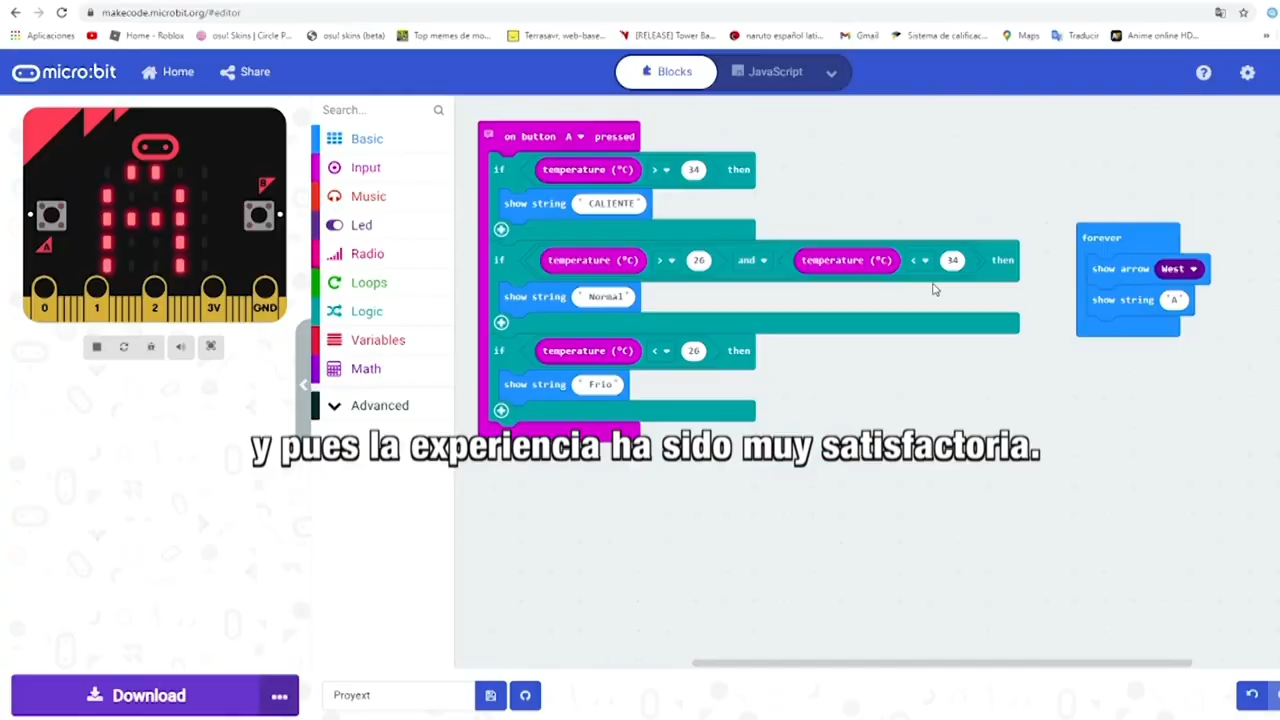 makecode.microbit.org/#editor
Aplicaciones
Home - Roblox
osu! Skins | Circle P...
osu! skins (beta)
Top memes de mo...
Terrasavr, web-base...
[RELEASE] Tower Ba...
naruto español lati...
Gmail
Sistema de calificac...
Maps
Traducir
Anime online HD...
»
micro:bit
Home
Share
Blocks
JavaScript
Search...
Basic
Input
Music
Led
Radio
Loops
Logic
Variables
Math
Advanced
A
B
0 1 2 3V GND
on button A pressed
if temperature (°C) > 34 then
show string "CALIENTE"
if temperature (°C) > 26 and temperature (°C) < 34 then
show string "Normal"
if temperature (°C) < 26 then
show string "Frio"
forever
show arrow West
show string "A"
y pues la experiencia ha sido muy satisfactoria.
Download
...
Proyext